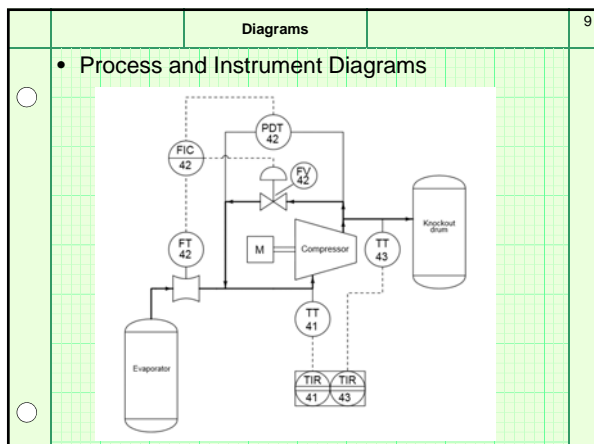 Diagrams
9
• Process and Instrument Diagrams
PDT
42
FIC
42
FV
42
Knockout
drum
FT
42
M
Compressor
TT
43
TT
41
Evaporator
TIR
41
TIR
43